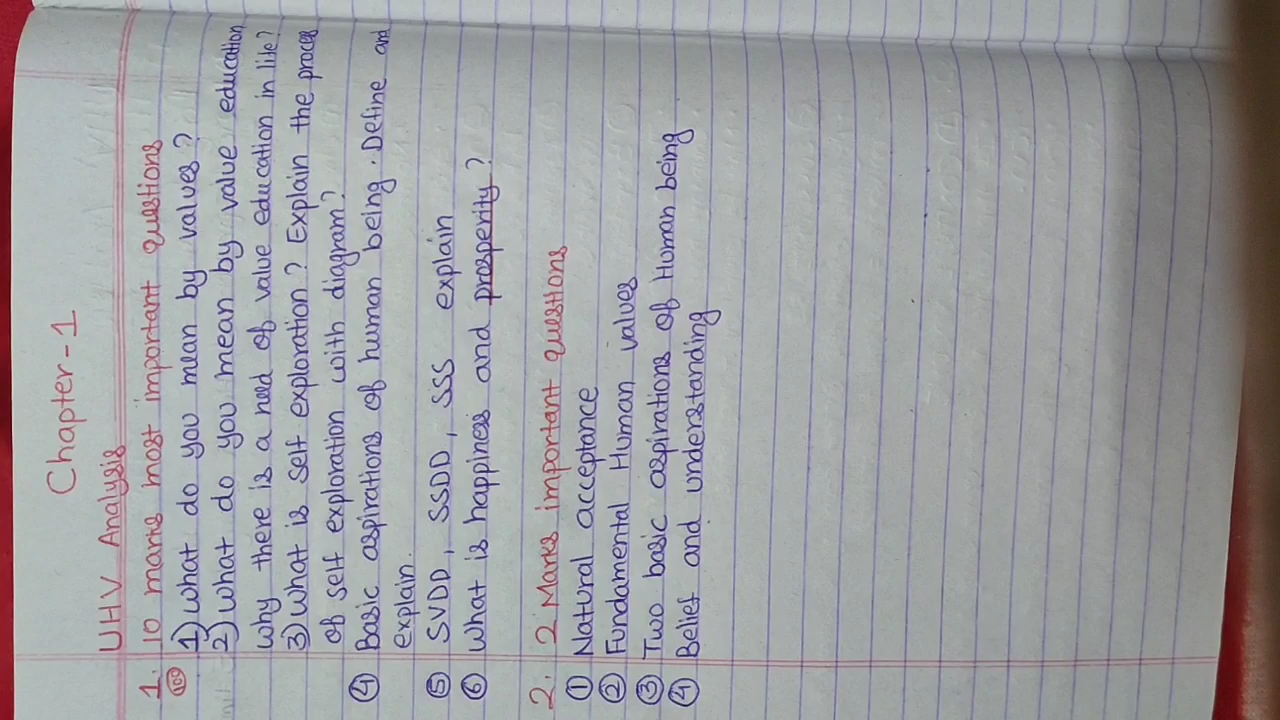 Chapter-1
UHV Analysis
1. 10 marks most important questions
100 1) what do you mean by values?
2) what do you mean by value education
why there is a need of value education in life?
3) what is self exploration? Explain the process
of self exploration with diagram?
4 Basic aspirations of human being. Define and
explain.
5 SVDD, SSDD, SSS explain
6 what is happiness and prosperity?
2. 2 Marks important questions
1 Natural acceptance
2 Fundamental Human values
3 Two basic aspirations of Human being
4 Belief and understanding